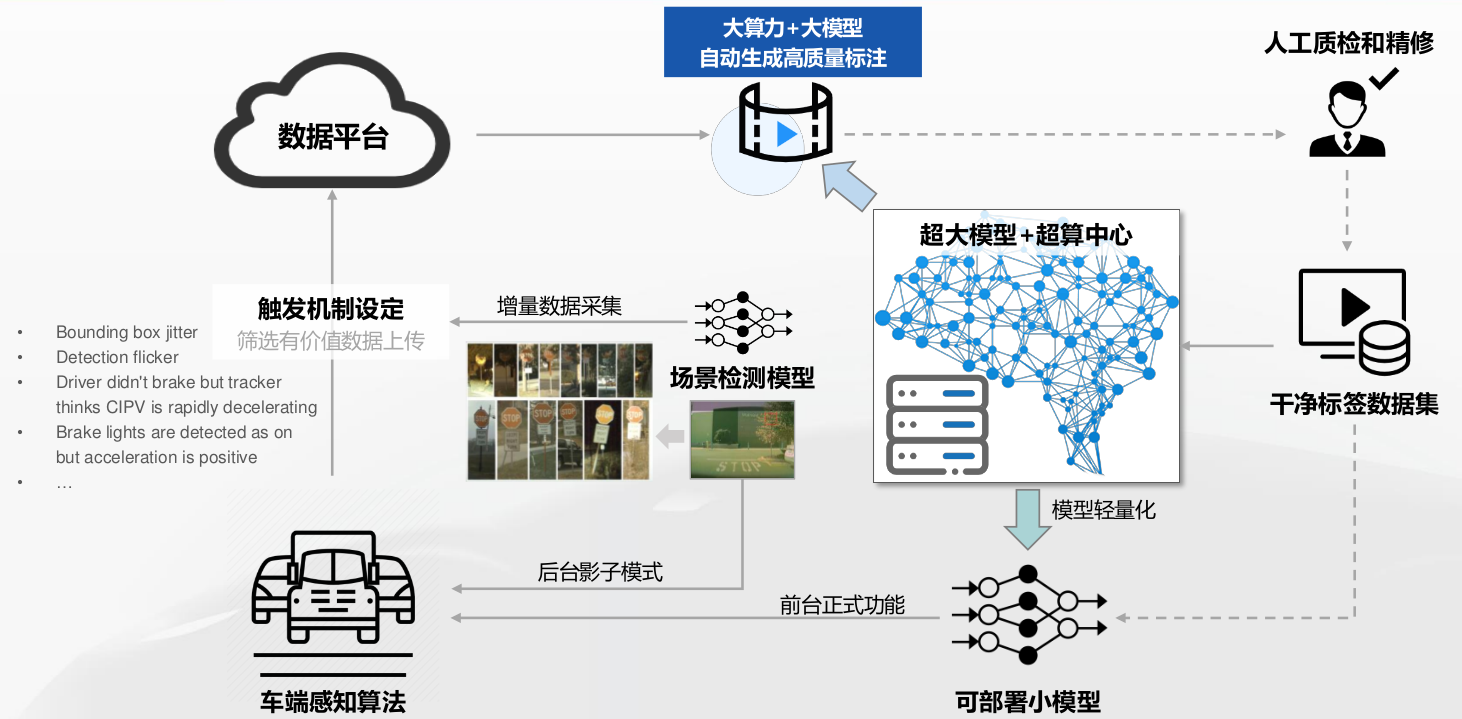 大算力+大模型
自动生成高质量标注
人工质检和精修
数据平台
超大模型+超算中心
触发机制设定
筛选有价值数据上传
增量数据采集
• Bounding box jitter
• Detection flicker
• Driver didn't brake but tracker
thinks CIPV is rapidly decelerating
• Brake lights are detected as on
but acceleration is positive
• …
场景检测模型
STOP
STOP
STOP
STOP
STOP
STOP
STOP
干净标签数据集
模型轻量化
后台影子模式
前台正式功能
车端感知算法
可部署小模型